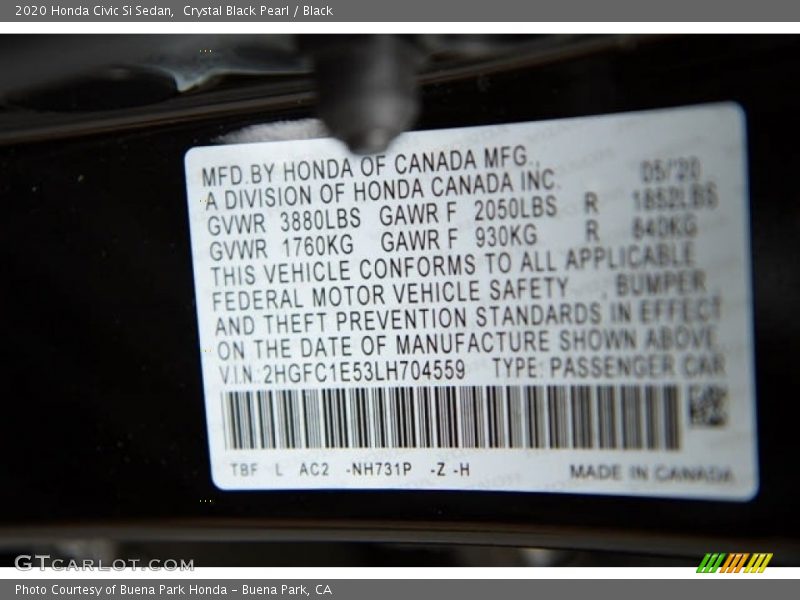 2020 Honda Civic Si Sedan,  Crystal Black Pearl / Black
MFD.BY HONDA OF CANADA MFG.,
A DIVISION OF HONDA CANADA INC. 05/'20
GVWR 3880LBS GAWR F 2050LBS R 1852LBS
GVWR 1760KG GAWR F 930KG R 840KG
THIS VEHICLE CONFORMS TO ALL APPLICABLE
FEDERAL MOTOR VEHICLE SAFETY , BUMPER
AND THEFT PREVENTION STANDARDS IN EFFECT
ON THE DATE OF MANUFACTURE SHOWN ABOVE.
V.I.N.:2HGFC1E53LH704559 TYPE: PASSENGER CAR
TBF L AC2 -NH731P -Z -H MADE IN CANADA
GTCARLOT.COM
Photo Courtesy of Buena Park Honda - Buena Park, CA